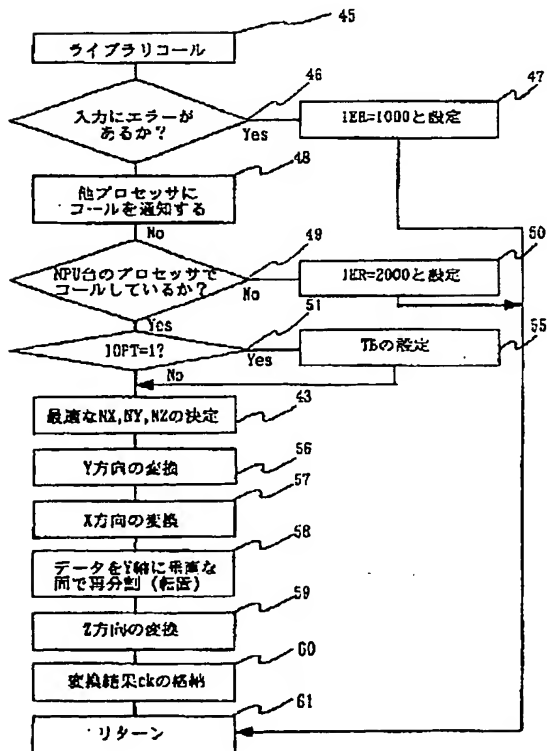 45
ライブラリコール
46
入力にエラーが
あるか?
Yes
47
IER=1000と設定
48
他プロセッサに
コールを通知する
No
49
NPU台のプロセッサで
コールしているか?
No
50
IER=2000と設定
Yes
51
IOPT=1?
Yes
55
TBの設定
No
43
最適なNX,NY,NZの決定
56
Y方向の変換
57
X方向の変換
58
データをY軸に垂直な
面で再分割(転置)
59
Z方向の変換
60
変換結果ckの格納
61
リターン